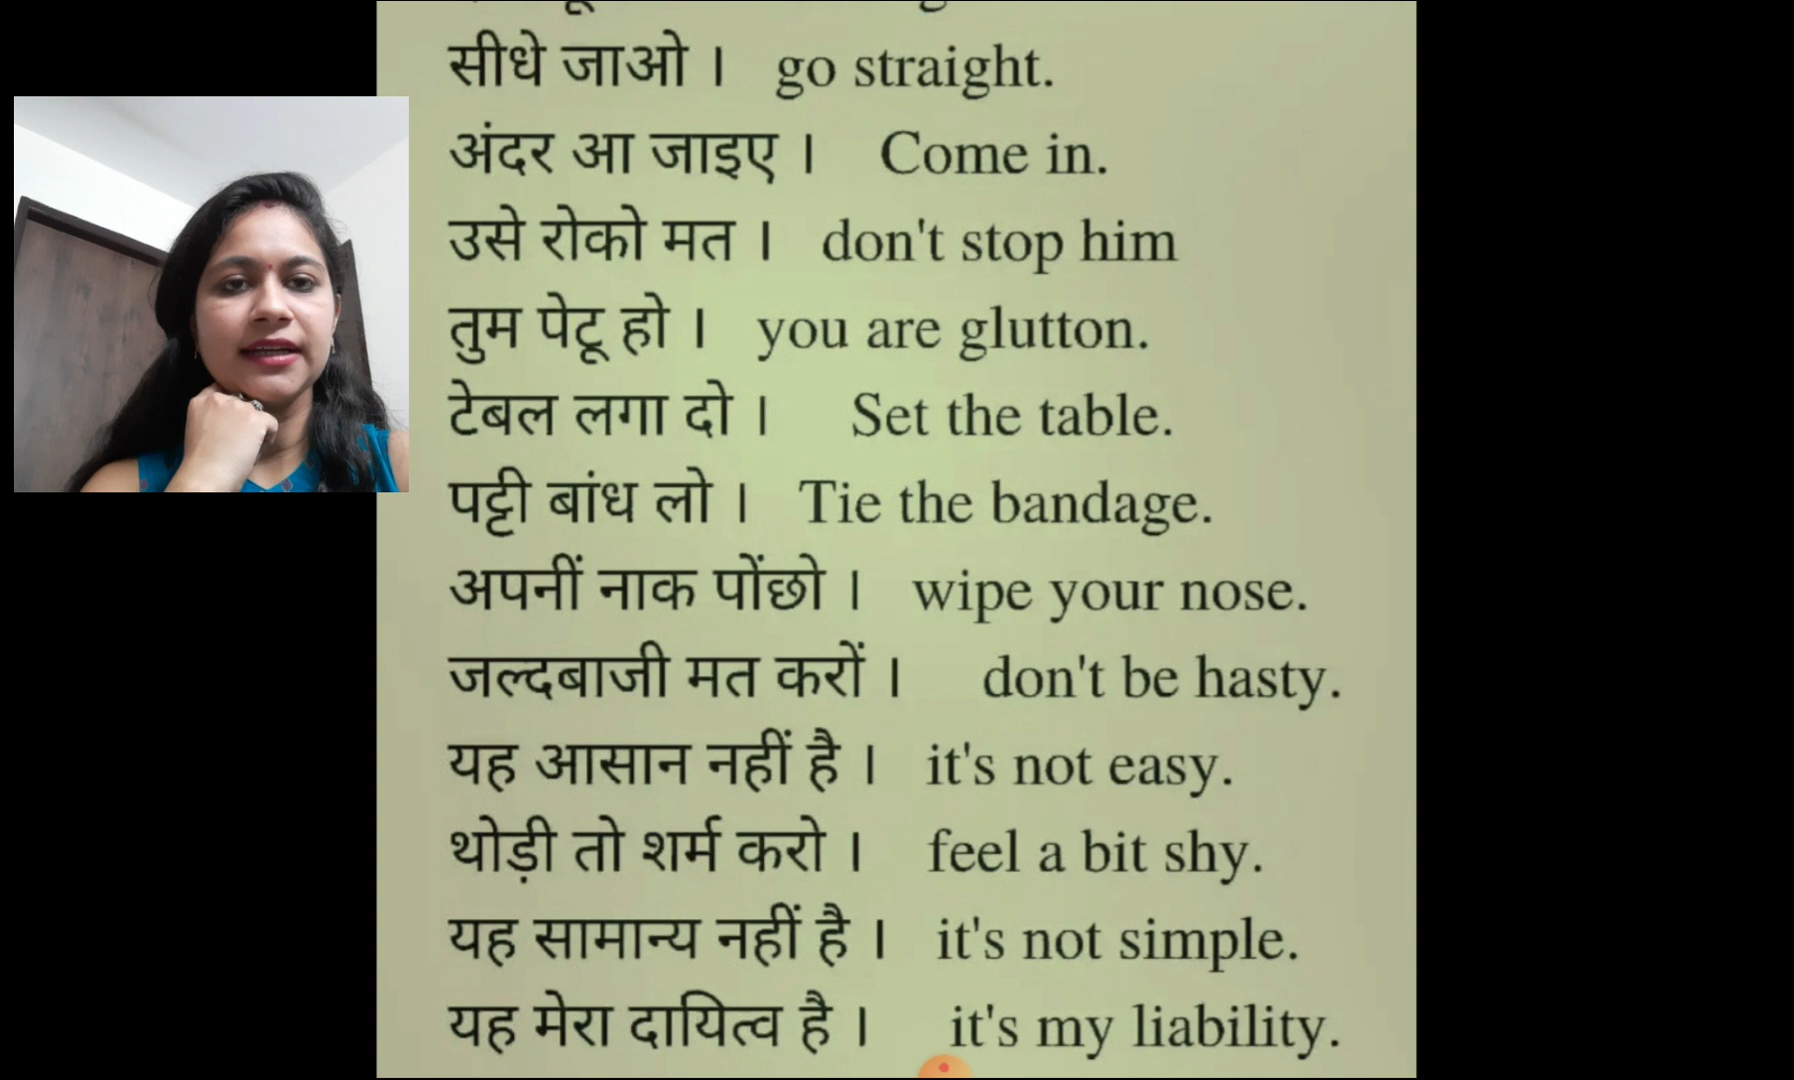 सीधे जाओ । go straight.
अंदर आ जाइए । Come in.
उसे रोको मत । don't stop him
तुम पेटू हो । you are glutton.
टेबल लगा दो । Set the table.
पट्टी बांध लो । Tie the bandage.
अपनीं नाक पोंछो । wipe your nose.
जल्दबाजी मत करों । don't be hasty.
यह आसान नहीं है । it's not easy.
थोड़ी तो शर्म करो । feel a bit shy.
यह सामान्य नहीं है । it's not simple.
यह मेरा दायित्व है । it's my liability.